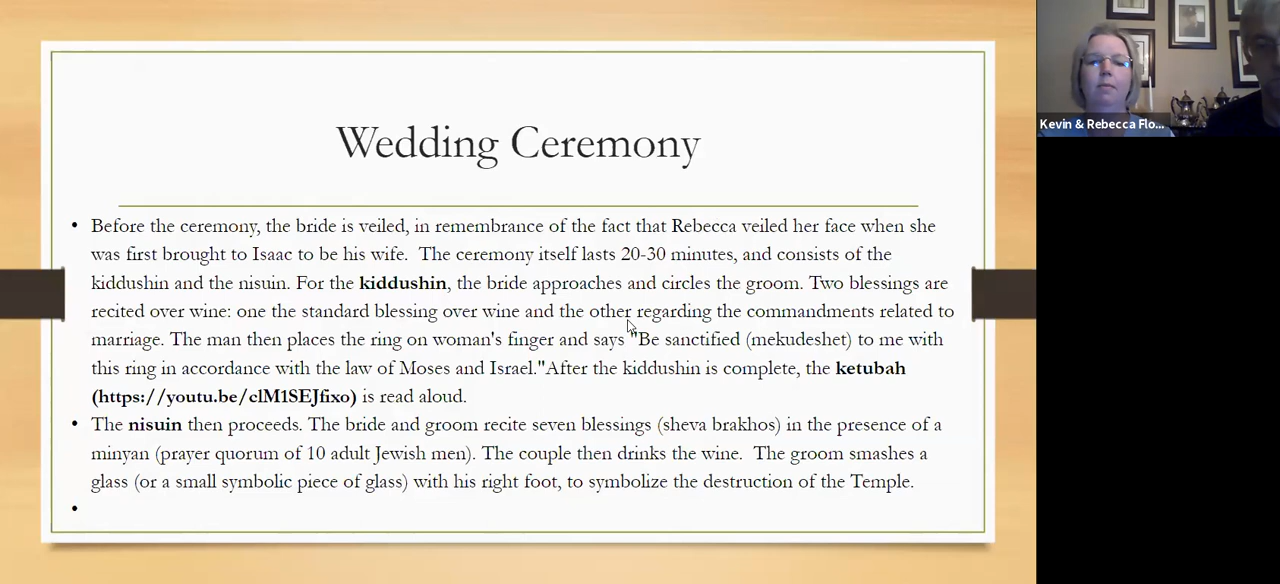 Wedding Ceremony
• Before the ceremony, the bride is veiled, in remembrance of the fact that Rebecca veiled her face when she
was first brought to Isaac to be his wife.  The ceremony itself lasts 20-30 minutes, and consists of the
kiddushin and the nisuin. For the kiddushin, the bride approaches and circles the groom. Two blessings are
recited over wine: one the standard blessing over wine and the other regarding the commandments related to
marriage. The man then places the ring on woman's finger and says "Be sanctified (mekudeshet) to me with
this ring in accordance with the law of Moses and Israel."After the kiddushin is complete, the ketubah
(https://youtu.be/clM1SEJfixo) is read aloud.
• The nisuin then proceeds. The bride and groom recite seven blessings (sheva brakhos) in the presence of a
minyan (prayer quorum of 10 adult Jewish men). The couple then drinks the wine.  The groom smashes a
glass (or a small symbolic piece of glass) with his right foot, to symbolize the destruction of the Temple.
•
Kevin & Rebecca Flo...